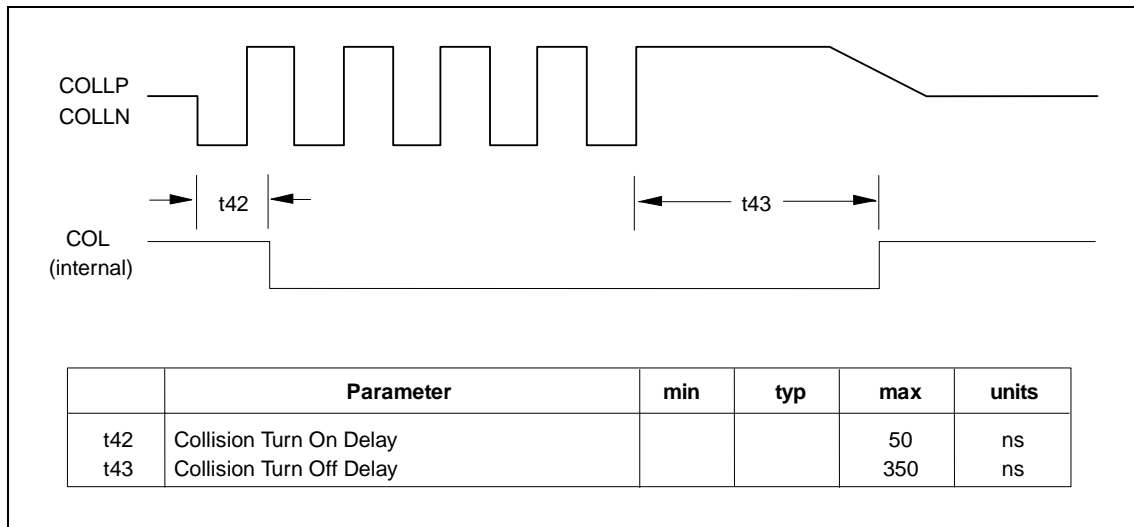 COLLP
COLLN
t42
t43
COL
(internal)
Parameter min typ max units
t42 Collision Turn On Delay 50 ns
t43 Collision Turn Off Delay 350 ns